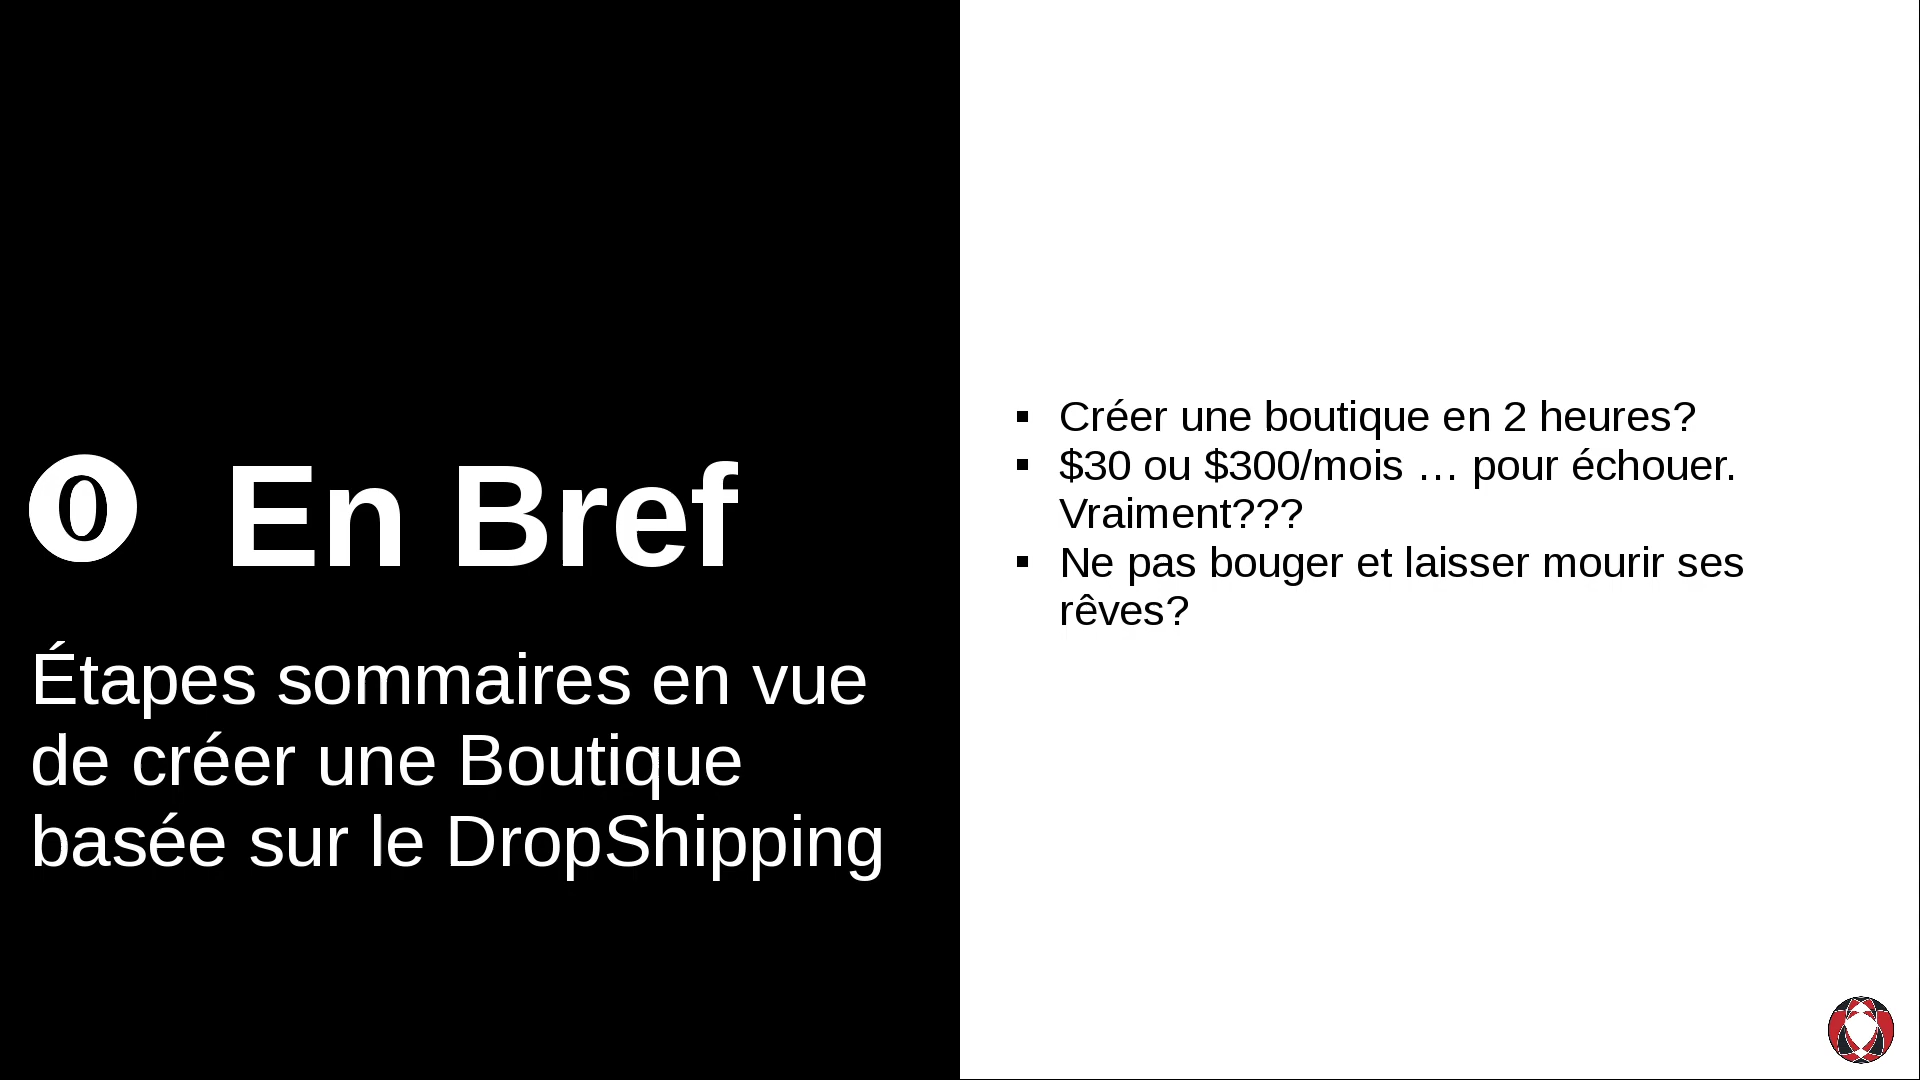 0 En Bref
Étapes sommaires en vue
de créer une Boutique
basée sur le DropShipping
▪ Créer une boutique en 2 heures?
▪ $30 ou $300/mois … pour échouer.
Vraiment???
▪ Ne pas bouger et laisser mourir ses
rêves?